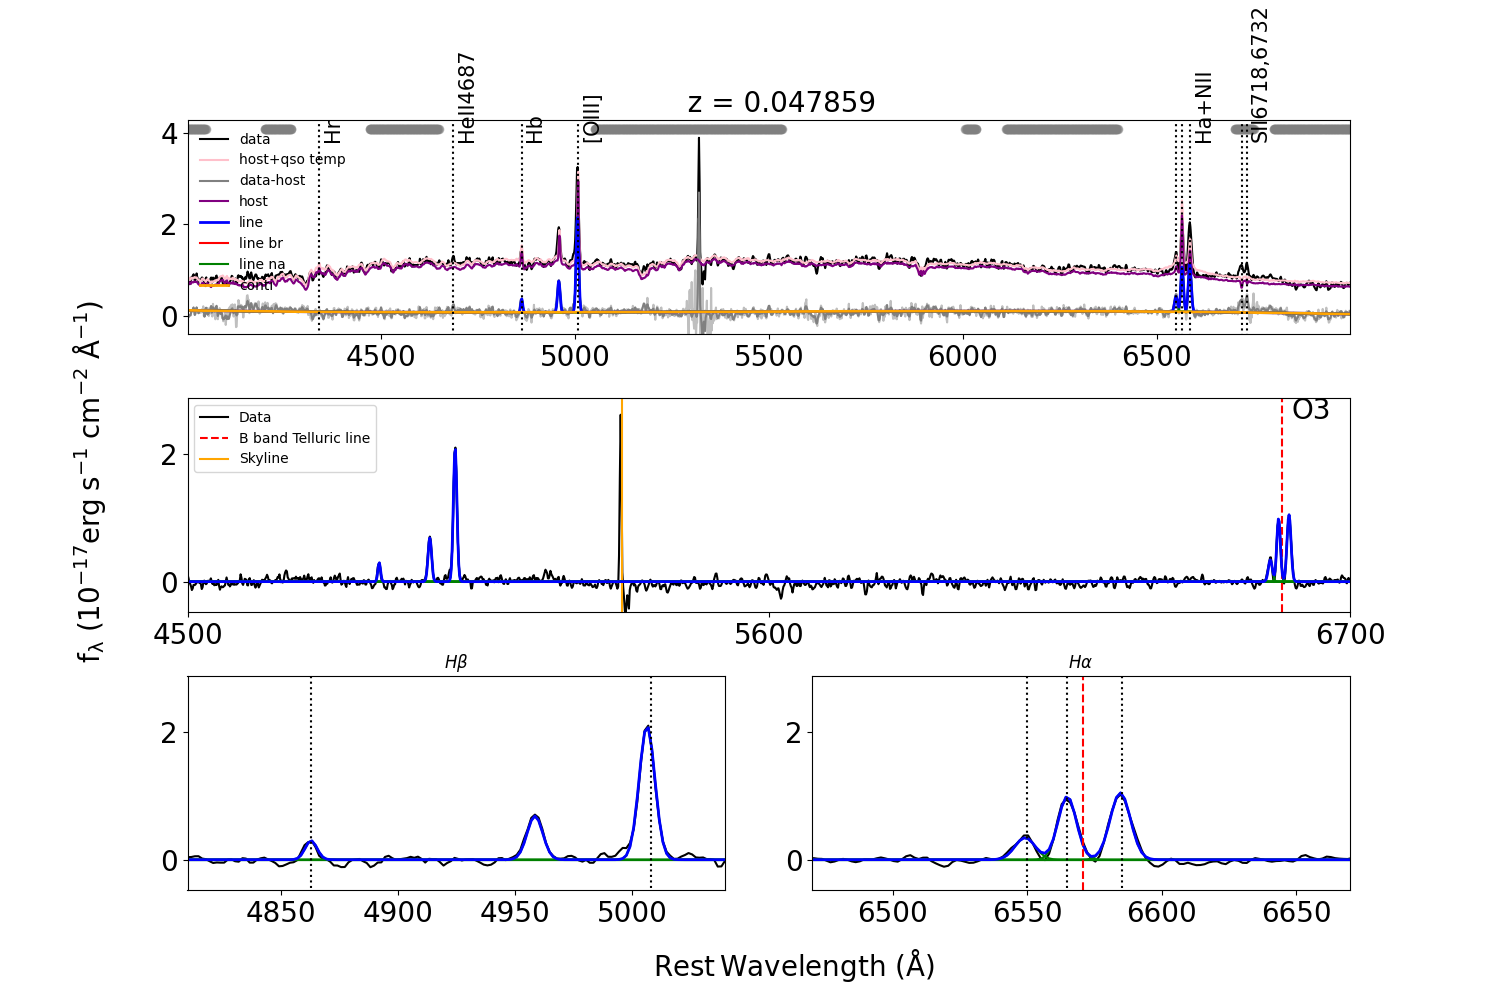 z = 0.047859
Hr
HeII4687
Hb
[OIII]
Ha+NII
SII6718,6732
data
host+qso temp
data-host
host
line
line br
line na
conti
4
2
0
4500
5000
5500
6000
6500
Data
B band Telluric line
Skyline
O3
2
0
4500
5600
6700
fλ (10−17erg s−1 cm−2 Å−1)
Hβ
2
0
4850
4900
4950
5000
Hα
2
0
6500
6550
6600
6650
Rest Wavelength (Å)